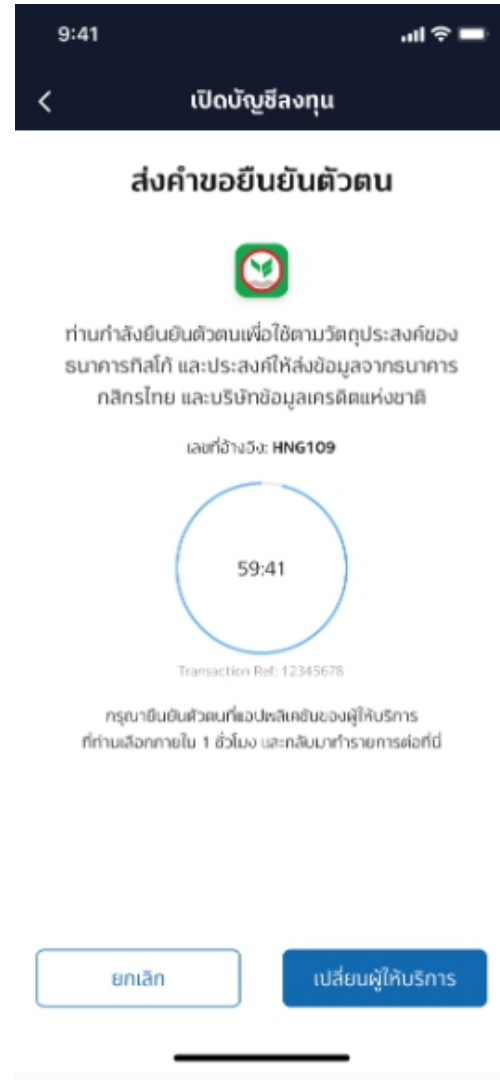 9:41
เปิดบัญชีลงทุน
ส่งคำขอยืนยันตัวตน
ท่านกำลังยืนยันตัวตนเพื่อใช้ตามวัตถุประสงค์ของ
ธนาคารทิสโก้ และประสงค์ให้ส่งข้อมูลจากธนาคาร
กสิกรไทย และบริษัทข้อมูลเครดิตแห่งชาติ
เลขที่อ้างอิง: HNG109
59:41
Transaction Ref: 12345678
กรุณายืนยันตัวตนที่แอปพลิเคชันของผู้ให้บริการ
ที่ท่านเลือกภายใน 1 ชั่วโมง และกลับมาทำรายการต่อที่นี่
ยกเลิก
เปลี่ยนผู้ให้บริการ